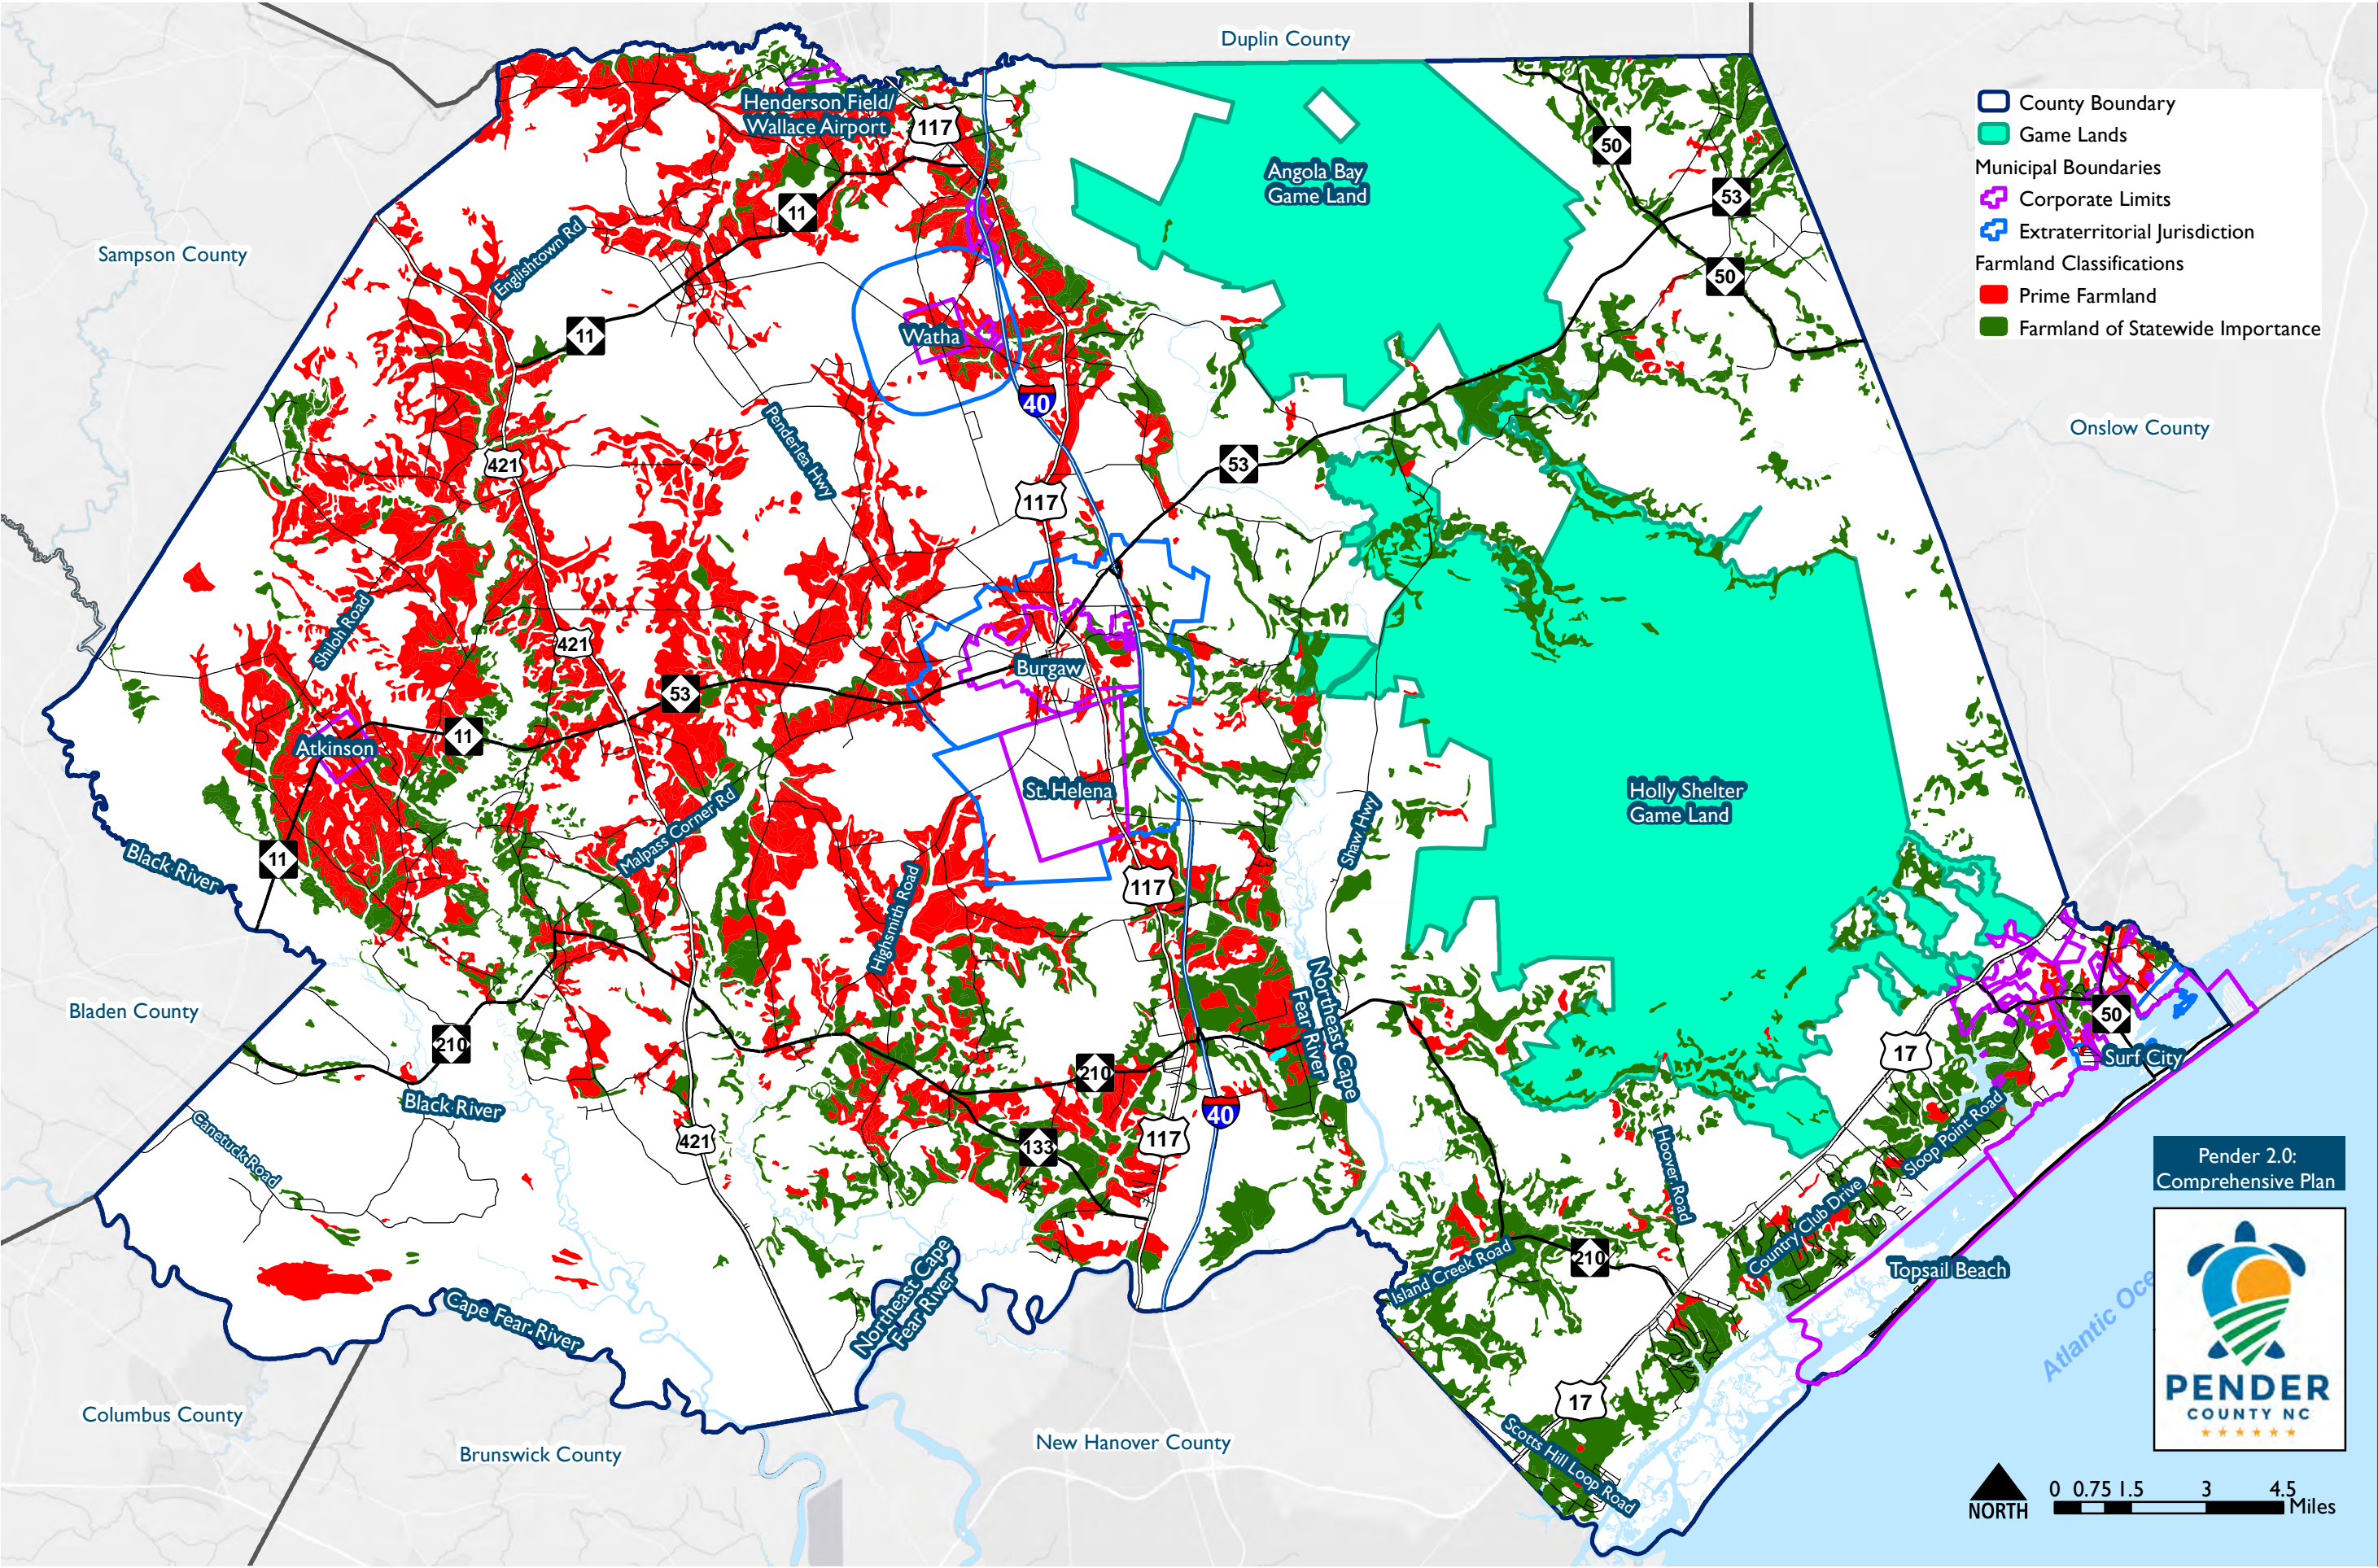 Duplin County
County Boundary
Game Lands
Municipal Boundaries
Corporate Limits
Extraterritorial Jurisdiction
Farmland Classifications
Prime Farmland
Farmland of Statewide Importance
Henderson Field/
Wallace Airport
117
50
Angola Bay
Game Land
53
11
Sampson County
Englishtown Rd
50
11
Watha
40
Onslow County
Penderlea Hwy
421
53
117
Shiloh Road
421
Burgaw
53
11
Atkinson
St. Helena
Holly Shelter
Game Land
Malpass Corner Rd
Shaw Hwy
Black River
11
117
Highsmith Road
Northeast Cape
Fear River
Bladen County
210
50
17
Surf City
210
Black River
40
Canetuck Road
421
133
117
Hoover Road
Sloop Point Road
Pender 2.0:
Comprehensive Plan
Country Club Drive
Island Creek Road
210
Topsail Beach
Northeast Cape
Fear River
Cape Fear River
Atlantic Oce
17
PENDER
COUNTY NC
Columbus County
Brunswick County
New Hanover County
Scotts Hill Loop Road
NORTH
0 0.75 1.5 3 4.5
Miles